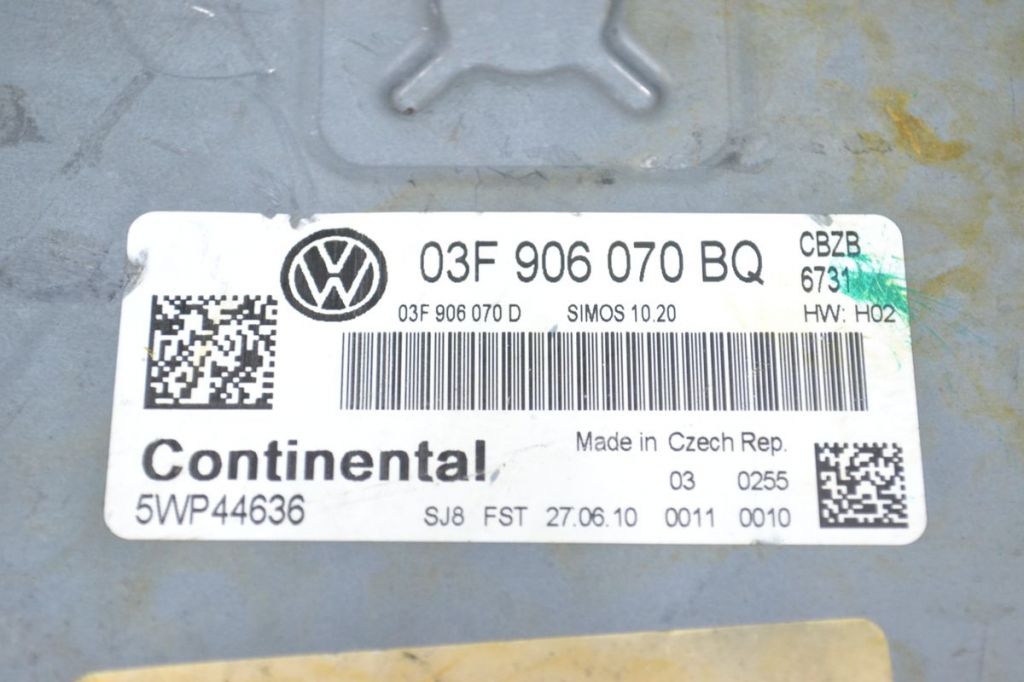 03F 906 070 BQ
CBZB
6731
03F 906 070 D SIMOS 10.20 HW: H02
Continental
Made in Czech Rep.
03 0255
5WP44636
SJ8 FST 27.06.10 0011 0010